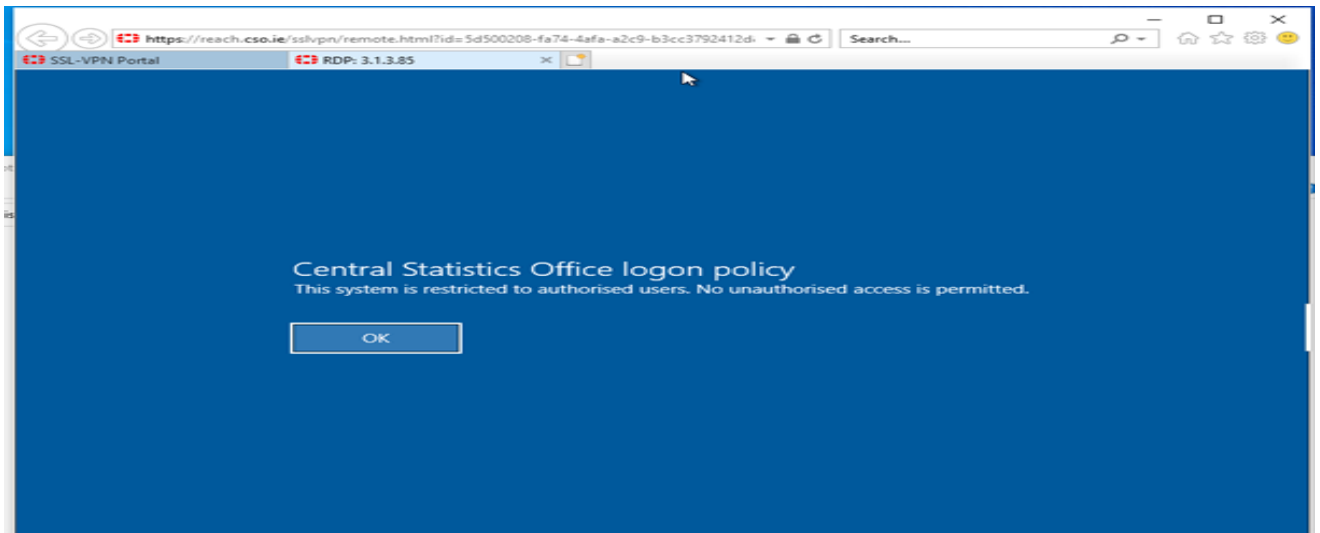 https://reach.cso.ie/sslvpn/remote.html?id=5d500208-fa74-4afa-a2c9-b3cc3792412d
Search...
SSL-VPN Portal
RDP: 3.1.3.85
Central Statistics Office logon policy
This system is restricted to authorised users. No unauthorised access is permitted.
OK